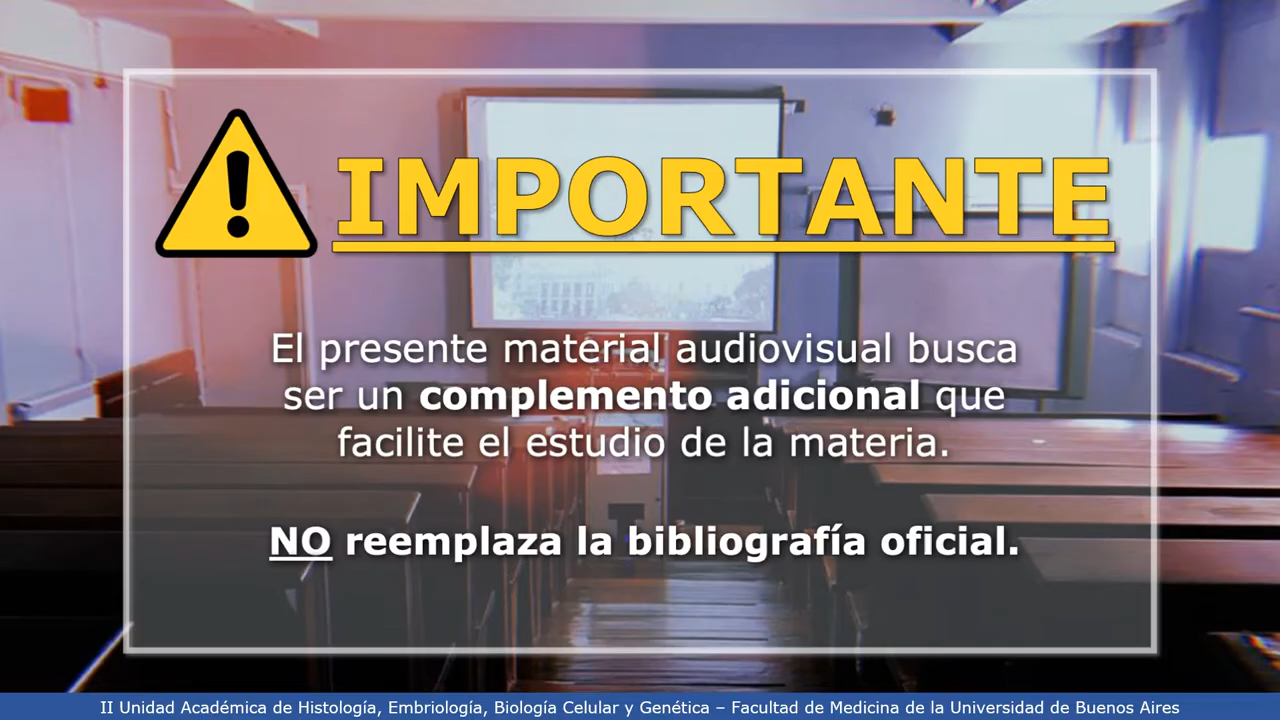 IMPORTANTE
El presente material audiovisual busca
ser un complemento adicional que
facilite el estudio de la materia.
NO reemplaza la bibliografía oficial.
II Unidad Académica de Histología, Embriología, Biología Celular y Genética – Facultad de Medicina de la Universidad de Buenos Aires